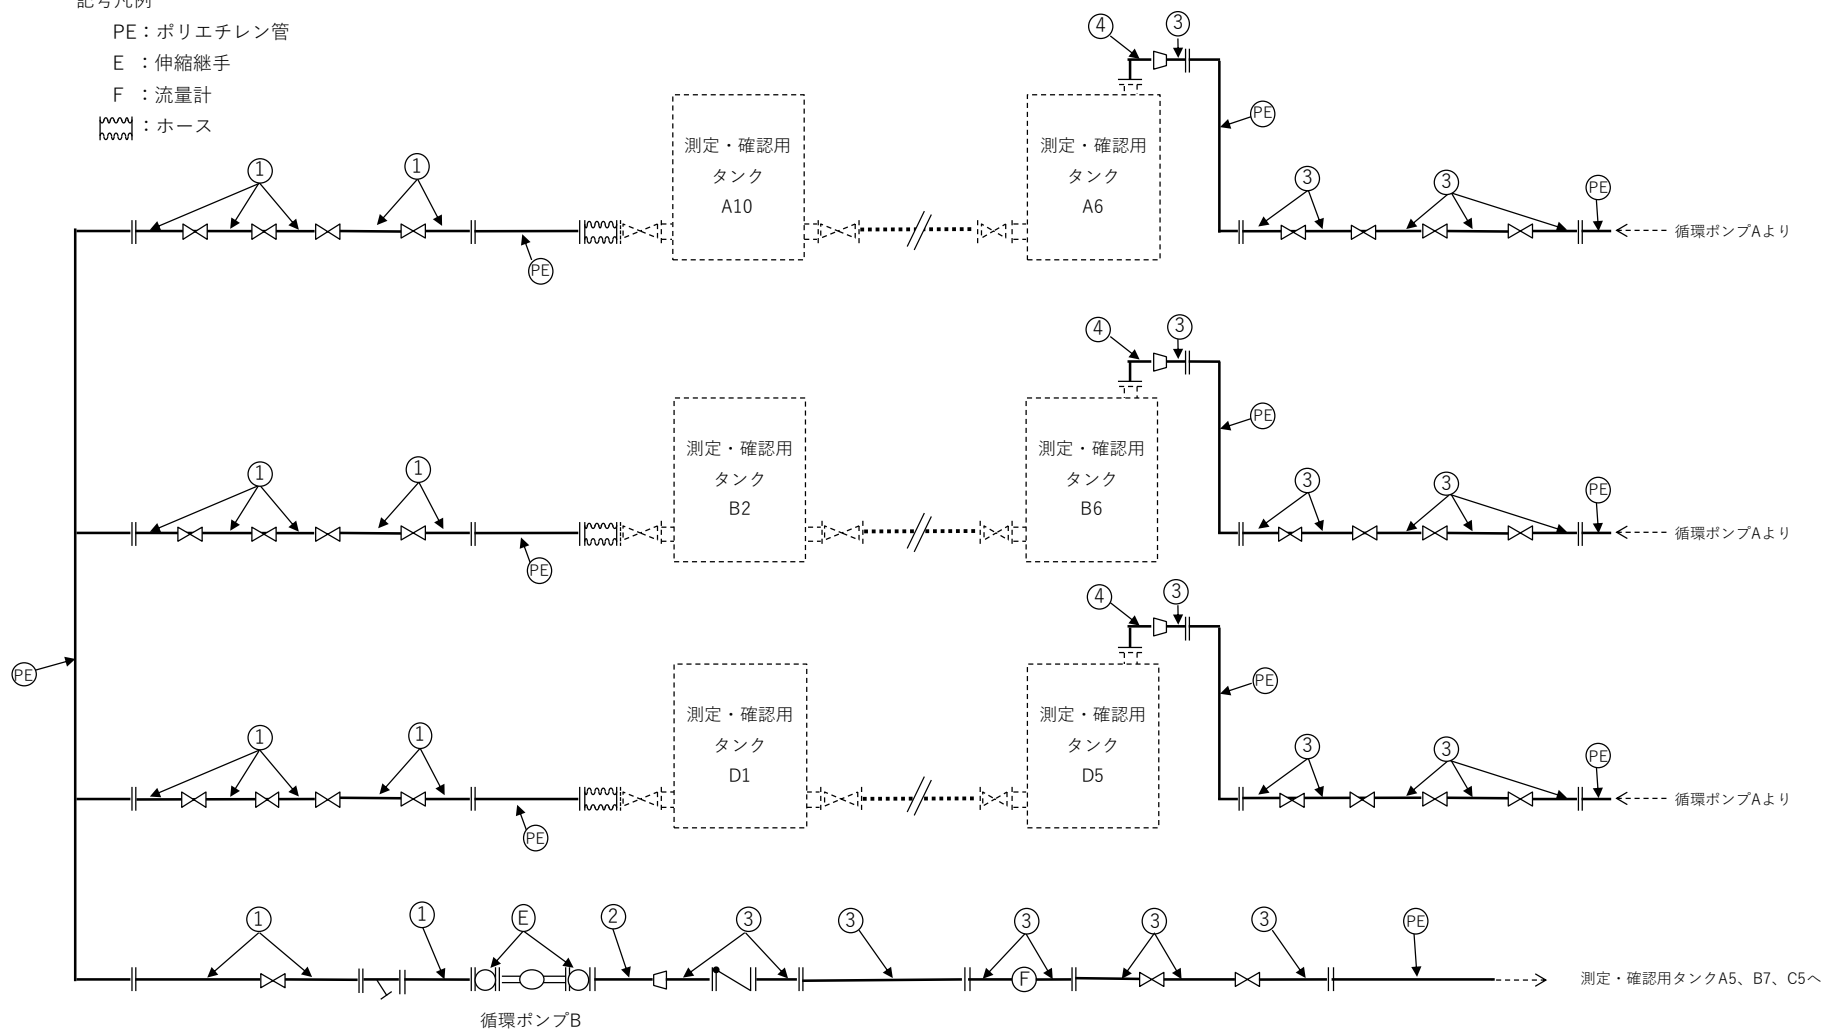 記号凡例
PE：ポリエチレン管
E ：伸縮継手
F ：流量計
：ホース
④ ③
PE
① ① ③ ③ PE
測定・確認用
タンク
A10
測定・確認用
タンク
A6
循環ポンプAより
PE
④ ③
PE
① ① ③ ③ PE
測定・確認用
タンク
B2
測定・確認用
タンク
B6
循環ポンプAより
PE
④ ③
PE
PE
① ① ③ ③ PE
測定・確認用
タンク
D1
測定・確認用
タンク
D5
循環ポンプAより
PE
① ① E ② ③ ③ ③ ③ ③ PE
F
測定・確認用タンクA5、B7、C5へ
循環ポンプB